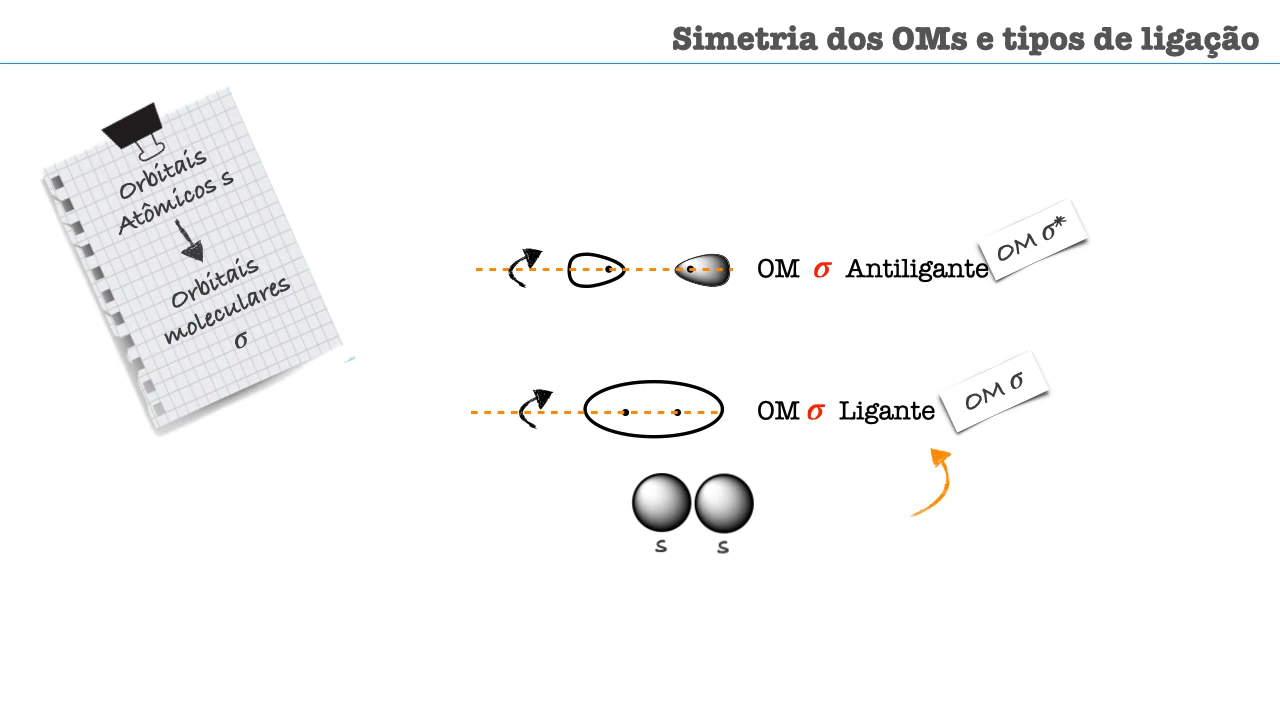 Simetria dos OMs e tipos de ligação
Orbitais
Atômicos s
Orbitais
moleculares
σ
OM σ Antiligante
OM σ*
OM σ Ligante
OM σ
s s